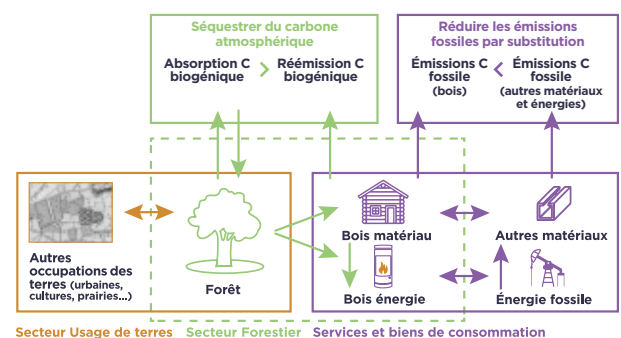 Séquestrer du carbone
atmosphérique
Absorption C
biogénique
>
Réémission C
biogénique
Réduire les émissions
fossiles par substitution
Émissions C
fossile
(bois)
<
Émissions C
fossile
(autres matériaux
et énergies)
Autres
occupations des
terres (urbaines,
cultures, prairies...)
Forêt
Bois matériau
Autres matériaux
Bois énergie
Énergie fossile
Secteur Usage de terres
Secteur Forestier
Services et biens de consommation